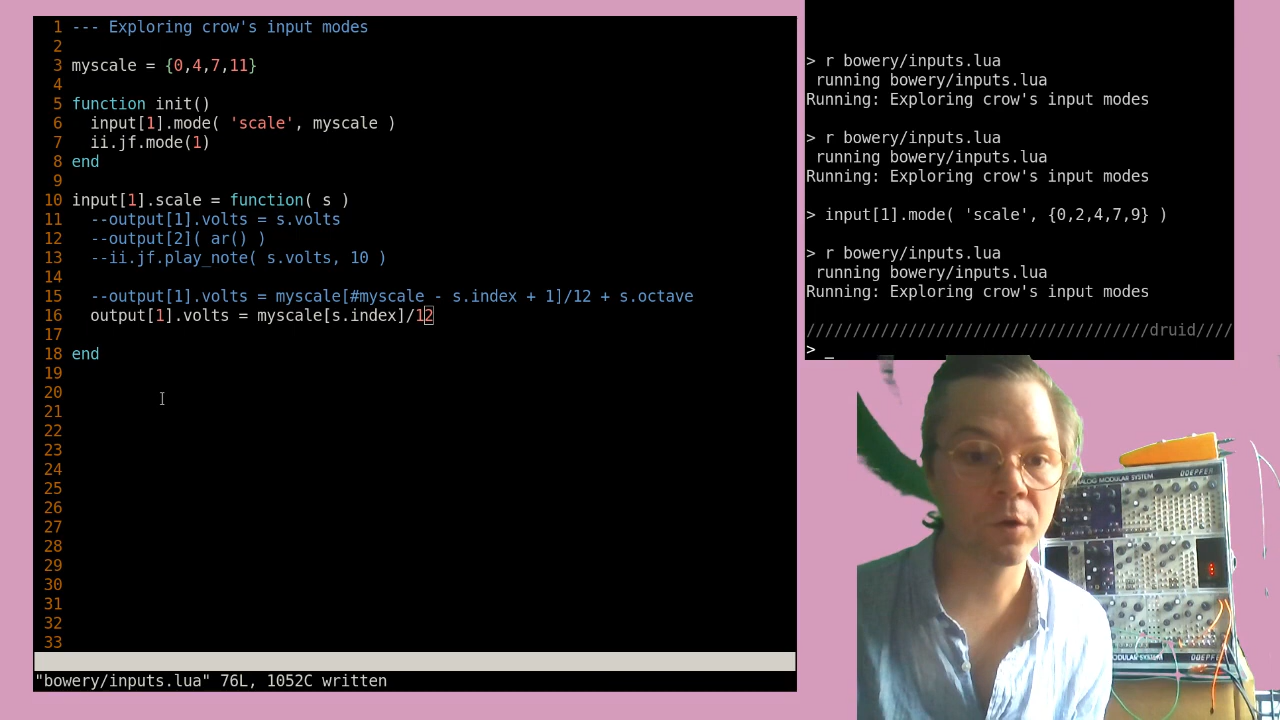 1 --- Exploring crow's input modes
2
3 myscale = {0,4,7,11}
4
5 function init()
6   input[1].mode( 'scale', myscale )
7   ii.jf.mode(1)
8 end
9
10 input[1].scale = function( s )
11   --output[1].volts = s.volts
12   --output[2]( ar() )
13   --ii.jf.play_note( s.volts, 10 )
14
15   --output[1].volts = myscale[#myscale - s.index + 1]/12 + s.octave
16   output[1].volts = myscale[s.index]/12
17
18 end
19
20
21
22
23
24
25
26
27
28
29
30
31
32
33
"bowery/inputs.lua" 76L, 1052C written
> r bowery/inputs.lua
running bowery/inputs.lua
Running: Exploring crow's input modes
> r bowery/inputs.lua
running bowery/inputs.lua
Running: Exploring crow's input modes
> input[1].mode( 'scale', {0,2,4,7,9} )
> r bowery/inputs.lua
running bowery/inputs.lua
Running: Exploring crow's input modes
/////////////////////////////////////druid////
> _
ANALOG MODULAR SYSTEM
DOEPFER
MODULAR SYSTEM
DOEPFER